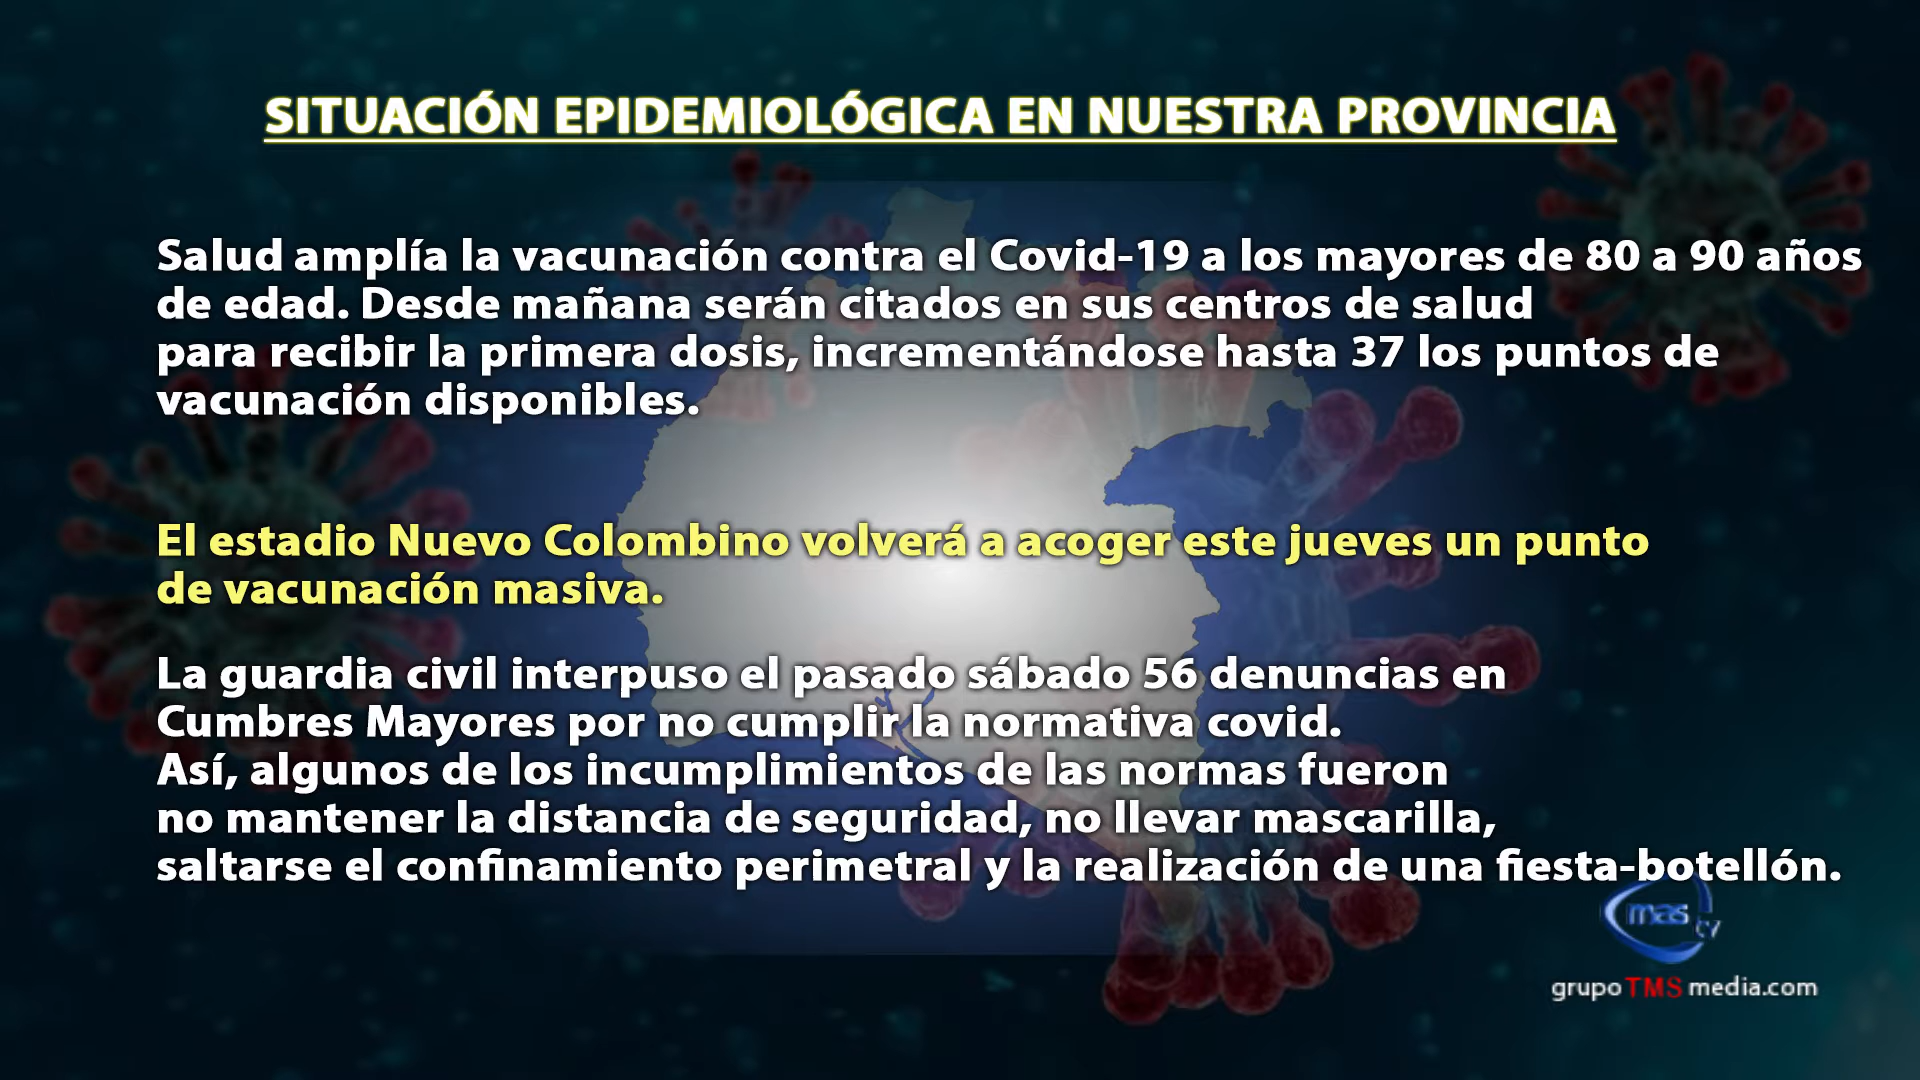 SITUACIÓN EPIDEMIOLÓGICA EN NUESTRA PROVINCIA
Salud amplía la vacunación contra el Covid-19 a los mayores de 80 a 90 años
de edad. Desde mañana serán citados en sus centros de salud
para recibir la primera dosis, incrementándose hasta 37 los puntos de
vacunación disponibles.
El estadio Nuevo Colombino volverá a acoger este jueves un punto
de vacunación masiva.
La guardia civil interpuso el pasado sábado 56 denuncias en
Cumbres Mayores por no cumplir la normativa covid.
Así, algunos de los incumplimientos de las normas fueron
no mantener la distancia de seguridad, no llevar mascarilla,
saltarse el confinamiento perimetral y la realización de una fiesta-botellón.
mas tv
grupoTMSmedia.com